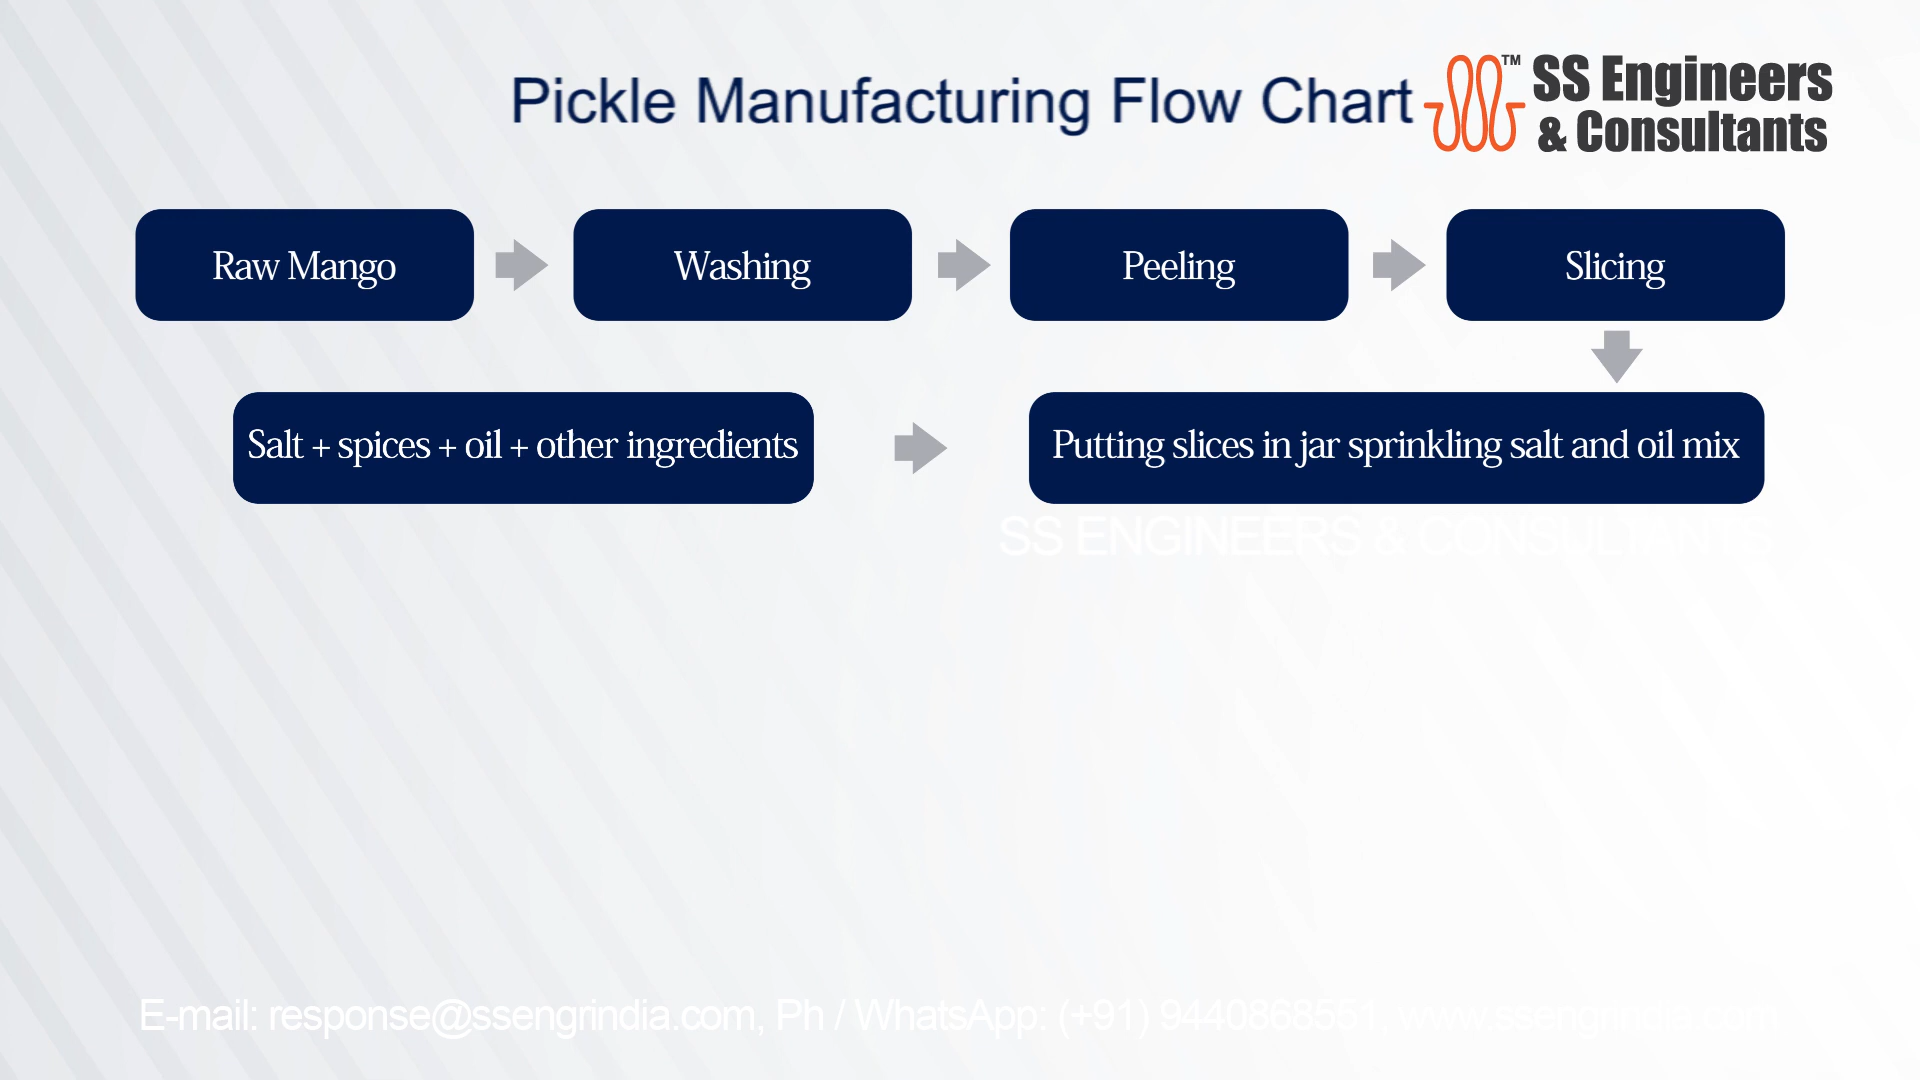 Pickle Manufacturing Flow Chart
TM
SS Engineers
& Consultants
Raw Mango
Washing
Peeling
Slicing
Salt + spices + oil + other ingredients
Putting slices in jar sprinkling salt and oil mix
SS ENGINEERS & CONSULTANTS
E-mail: response@ssengrindia.com, Ph / WhatsApp: (+91) 9440868551, www.ssengrindia.com